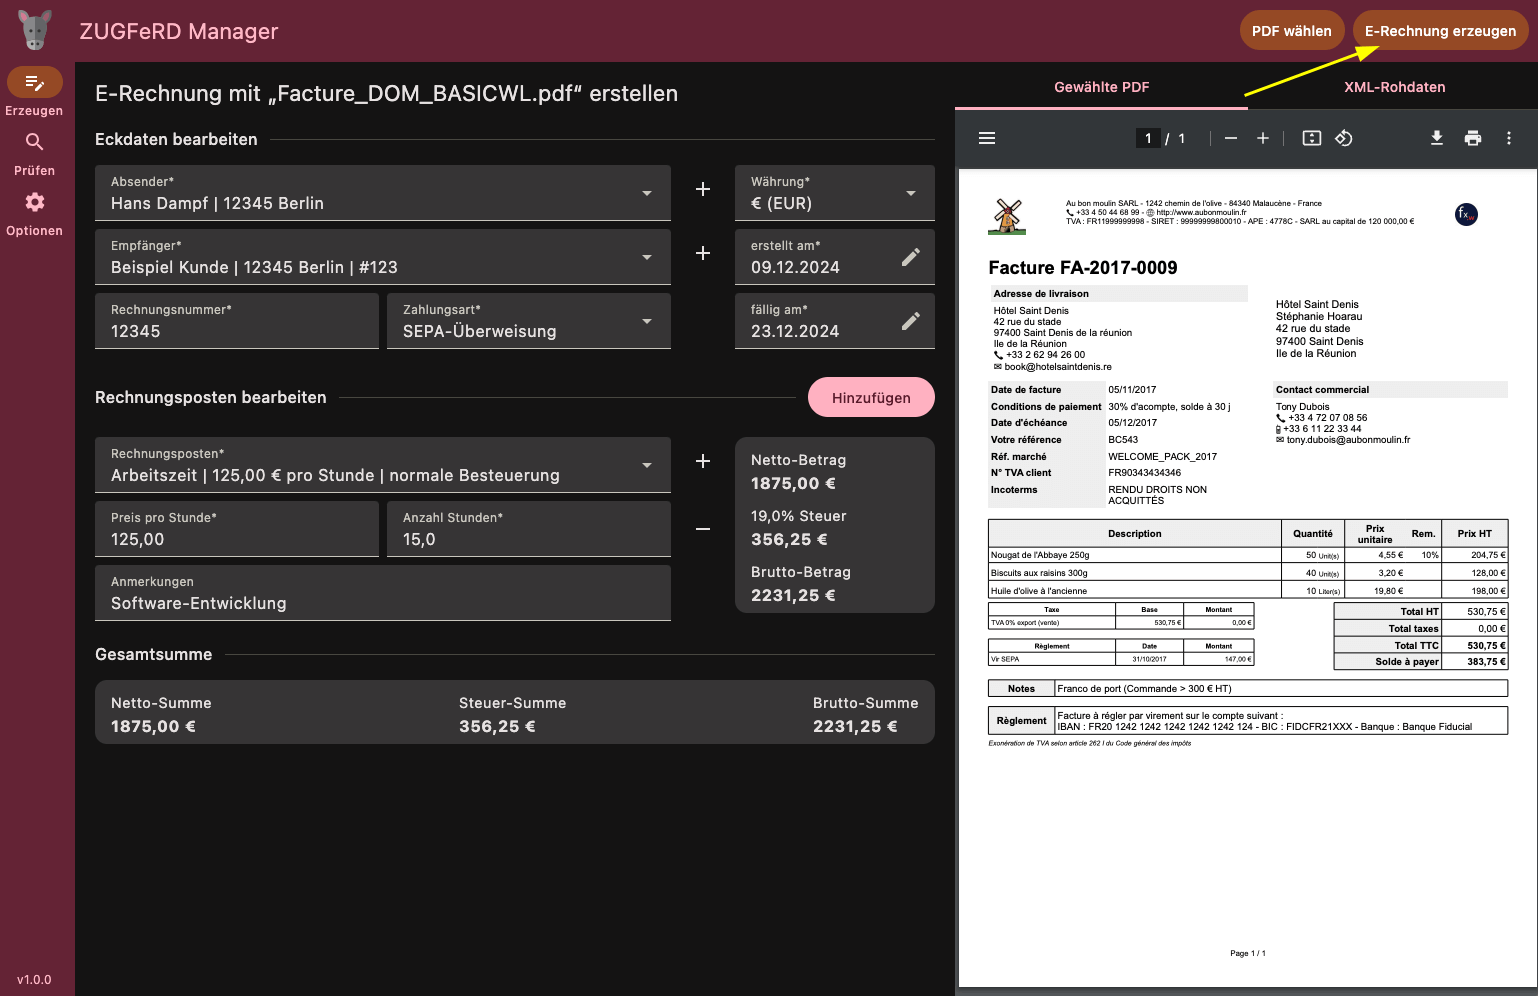 ZUGFeRD Manager
PDF wählen
E-Rechnung erzeugen
Erzeugen
Prüfen
Optionen
v1.0.0
E-Rechnung mit „Facture_DOM_BASICWL.pdf“ erstellen
Eckdaten bearbeiten
Absender*
Hans Dampf | 12345 Berlin
Währung*
€ (EUR)
Empfänger*
Beispiel Kunde | 12345 Berlin | #123
erstellt am*
09.12.2024
Rechnungsnummer*
12345
Zahlungsart*
SEPA-Überweisung
fällig am*
23.12.2024
Rechnungsposten bearbeiten
Hinzufügen
Rechnungsposten*
Arbeitszeit | 125,00 € pro Stunde | normale Besteuerung
Preis pro Stunde*
125,00
Anzahl Stunden*
15,0
Anmerkungen
Software-Entwicklung
Netto-Betrag
1875,00 €
19,0% Steuer
356,25 €
Brutto-Betrag
2231,25 €
Gesamtsumme
Netto-Summe
1875,00 €
Steuer-Summe
356,25 €
Brutto-Summe
2231,25 €
Gewählte PDF
XML-Rohdaten
1 / 1
Au bon moulin SARL - 1242 chemin de l'olive - 84340 Malaucène - France
+33 4 50 44 68 99 - http://www.aubonmoulin.fr
TVA : FR11999999998 - SIRET : 99999999800010 - APE : 4778C - SARL au capital de 120 000,00 €
Facture FA-2017-0009
Adresse de livraison
Hôtel Saint Denis
42 rue du stade
97400 Saint Denis de la réunion
Ile de la Réunion
+33 2 62 94 26 00
book@hotelsaintdenis.re
Hôtel Saint Denis
Stéphanie Hoarau
42 rue du stade
97400 Saint Denis
Ile de la Réunion
Date de facture 05/11/2017
Conditions de paiement 30% d'acompte, solde à 30 j
Date d'échéance 05/12/2017
Votre référence BC543
Réf. marché WELCOME_PACK_2017
N° TVA client FR90343434346
Incoterms RENDU DROITS NON
ACQUITTÉS
Contact commercial
Tony Dubois
+33 4 72 07 08 56
+33 6 11 22 33 44
tony.dubois@aubonmoulin.fr
Description Quantité Prix unitaire Rem. Prix HT
Nougat de l'Abbaye 250g 50 Unit(s) 4,55 € 10% 204,75 €
Biscuits aux raisins 300g 40 Unit(s) 3,20 € 128,00 €
Huile d'olive à l'ancienne 10 Liter(s) 19,80 € 198,00 €
Taxe Base Montant
TVA 0% export (vente) 530,75 € 0,00 €
Règlement Date Montant
Vir SEPA 31/10/2017 147,00 €
Total HT 530,75 €
Total taxes 0,00 €
Total TTC 530,75 €
Solde à payer 383,75 €
Notes Franco de port (Commande > 300 € HT)
Règlement Facture à régler par virement sur le compte suivant :
IBAN : FR20 1242 1242 1242 1242 1242 124 - BIC : FIDCFR21XXX - Banque : Banque Fiducial
Exonération de TVA selon article 262 I du Code général des impôts
Page 1 / 1